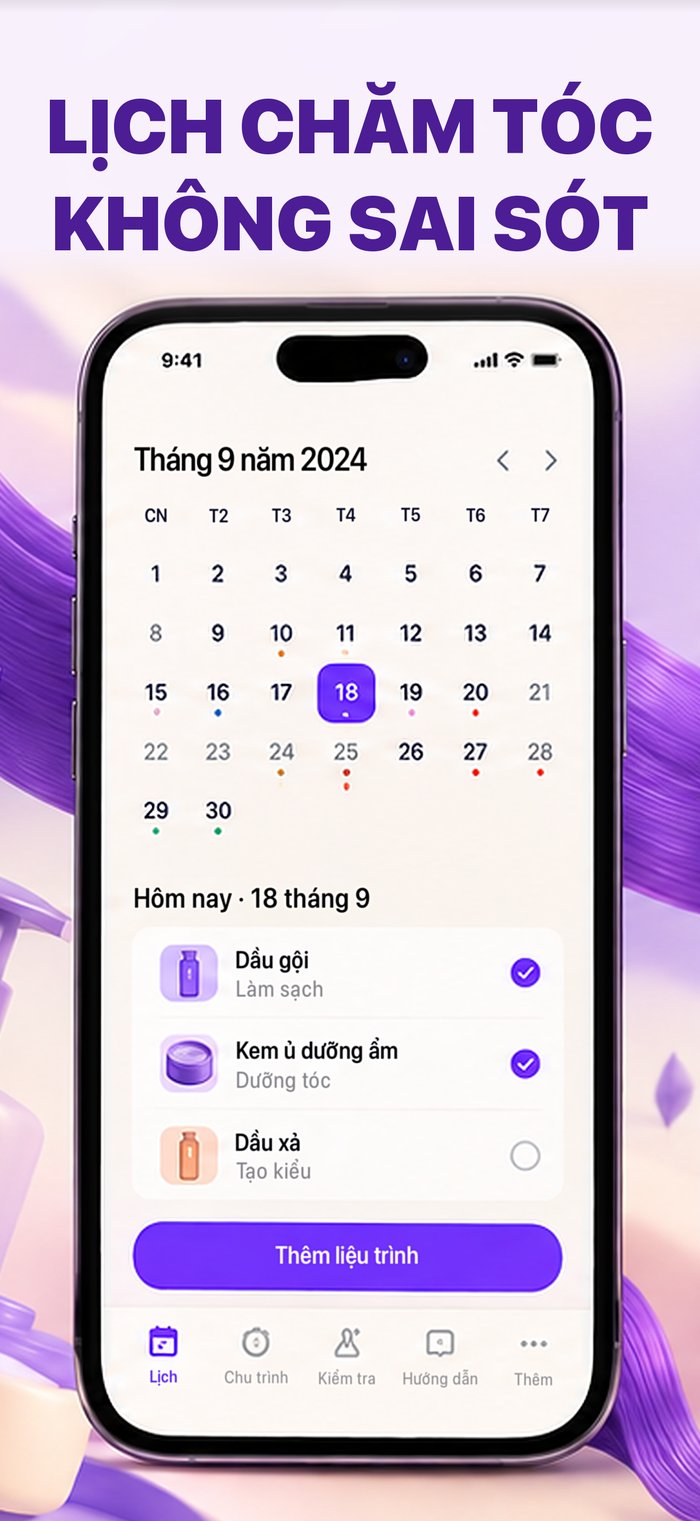 LỊCH CHĂM TÓC
KHÔNG SAI SÓT
9:41
Tháng 9 năm 2024
CN T2 T3 T4 T5 T6 T7
1 2 3 4 5 6 7
8 9 10 11 12 13 14
15 16 17 18 19 20 21
22 23 24 25 26 27 28
29 30
Hôm nay · 18 tháng 9
Dầu gội
Làm sạch
Kem ủ dưỡng ẩm
Dưỡng tóc
Dầu xả
Tạo kiểu
Thêm liệu trình
Lịch Chu trình Kiểm tra Hướng dẫn Thêm